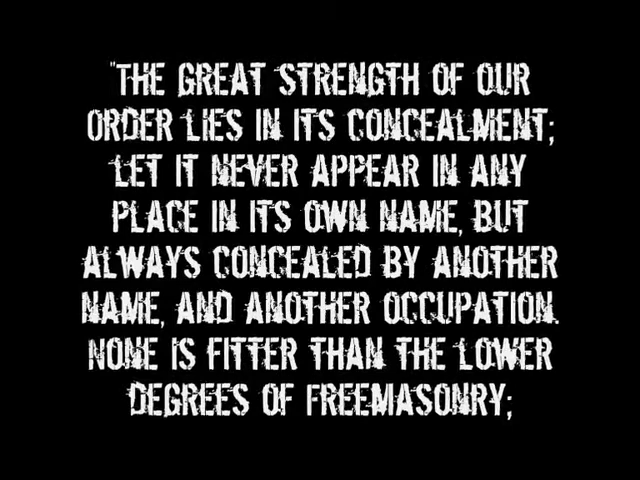 "THE GREAT STRENGTH OF OUR
ORDER LIES IN ITS CONCEALMENT;
LET IT NEVER APPEAR IN ANY
PLACE IN ITS OWN NAME, BUT
ALWAYS CONCEALED BY ANOTHER
NAME, AND ANOTHER OCCUPATION.
NONE IS FITTER THAN THE LOWER
DEGREES OF FREEMASONRY;